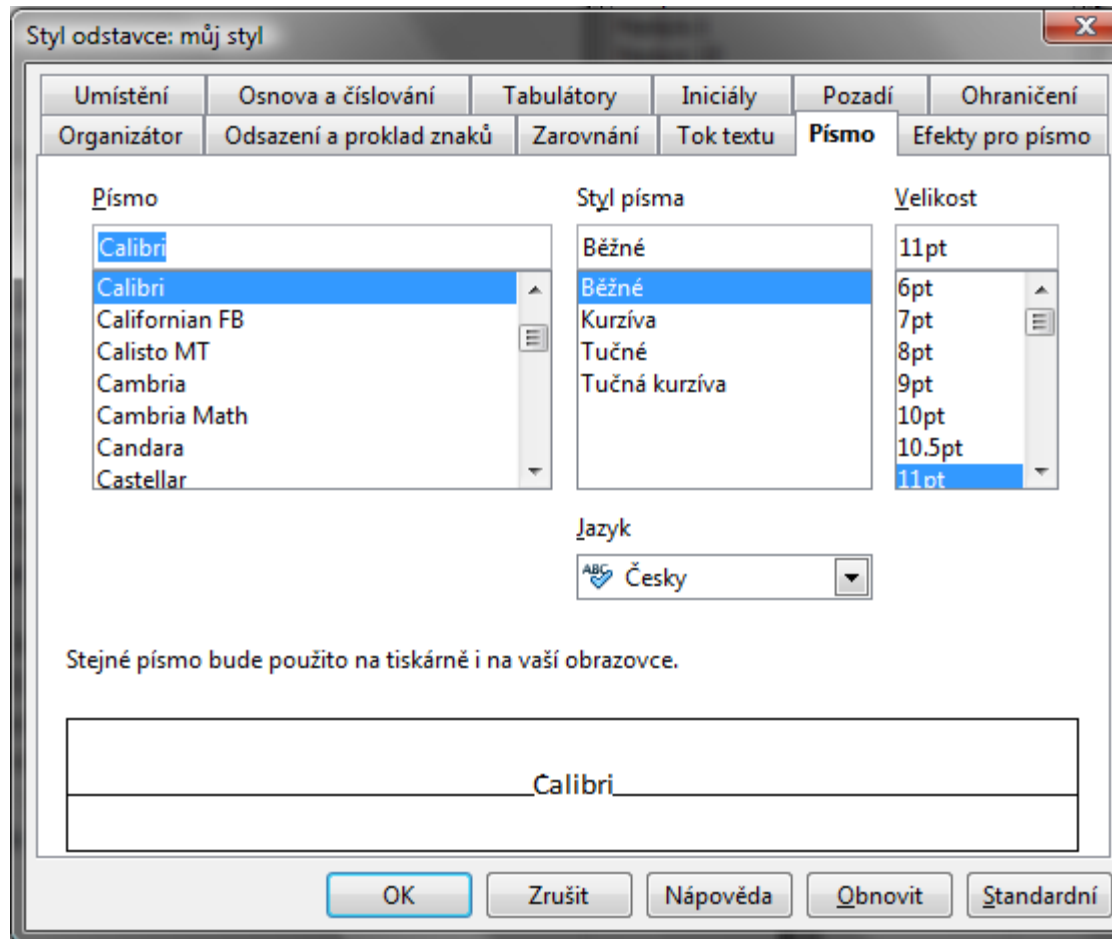 Styl odstavce: můj styl
Umístění Osnova a číslování Tabulátory Iniciály Pozadí Ohraničení
Organizátor Odsazení a proklad znaků Zarovnání Tok textu Písmo Efekty pro písmo
Písmo Styl písma Velikost
Calibri Běžné 11pt
Calibri Běžné 6pt
Californian FB Kurzíva 7pt
Calisto MT Tučné 8pt
Cambria Tučná kurzíva 9pt
Cambria Math 10pt
Candara 10.5pt
Castellar 11pt
Jazyk
ABC Česky
Stejné písmo bude použito na tiskárně i na vaší obrazovce.
Calibri
OK Zrušit Nápověda Obnovit Standardní